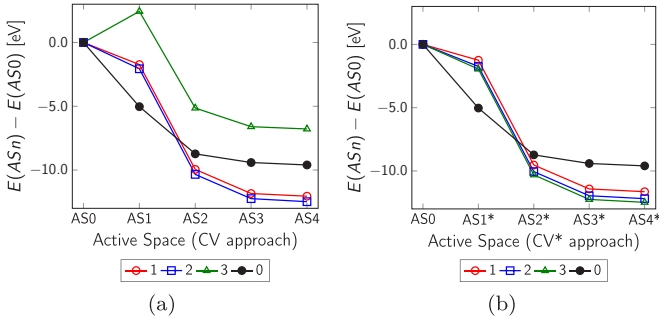 E(ASn) − E(AS0) [eV]
0.0
−5.0
−10.0
AS0 AS1 AS2 AS3 AS4
Active Space (CV approach)
1 2 3 0
(a)
E(ASn) − E(AS0) [eV]
0.0
−5.0
−10.0
AS0 AS1* AS2* AS3* AS4*
Active Space (CV* approach)
1 2 3 0
(b)